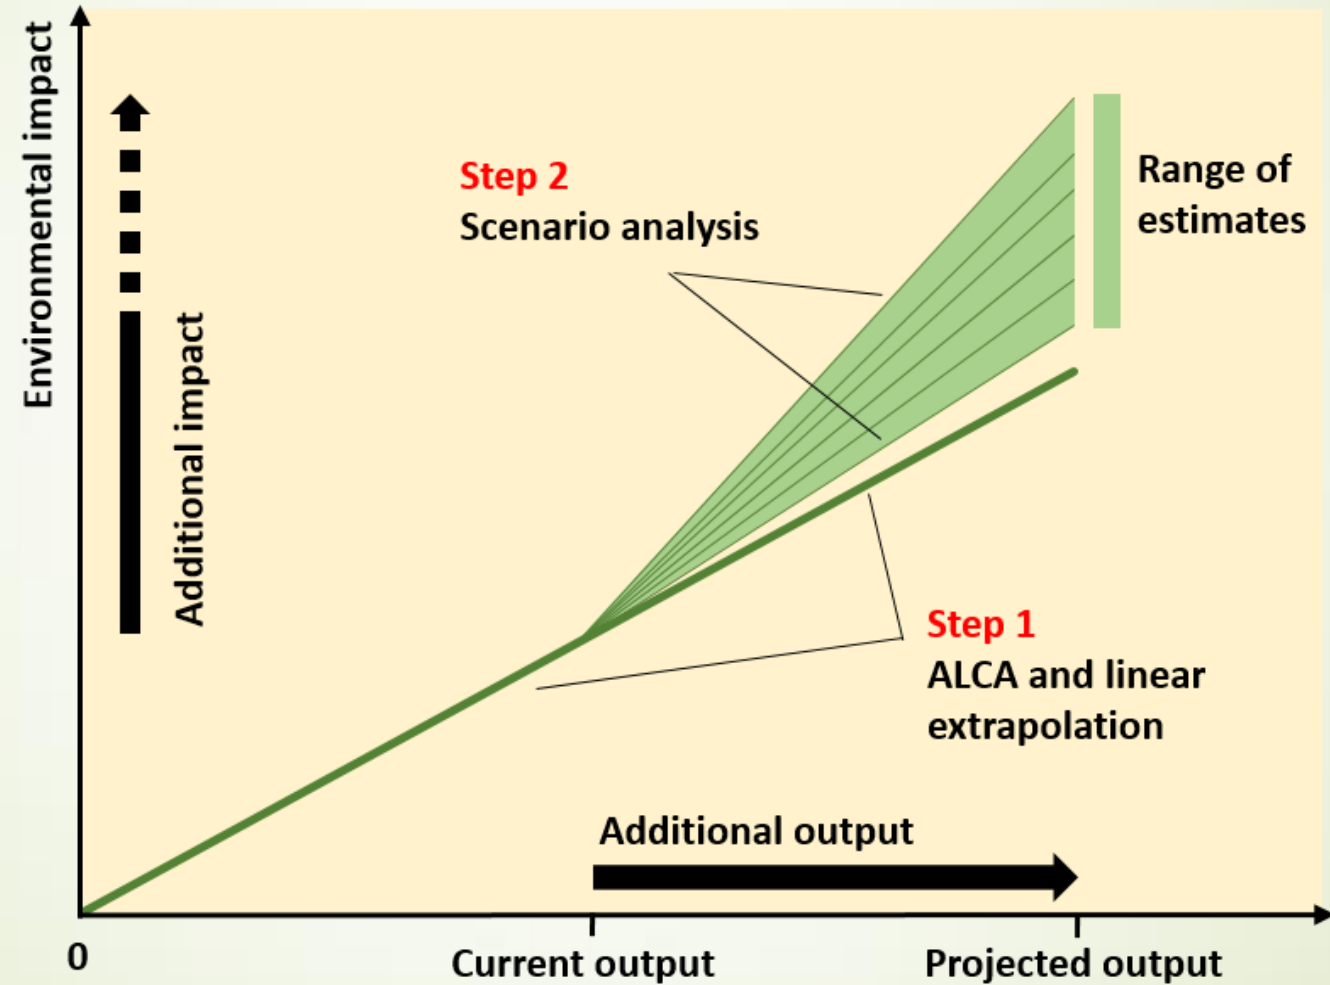 Environmental impact
Additional impact
Step 2
Scenario analysis
Range of
estimates
Step 1
ALCA and linear
extrapolation
Additional output
0
Current output
Projected output